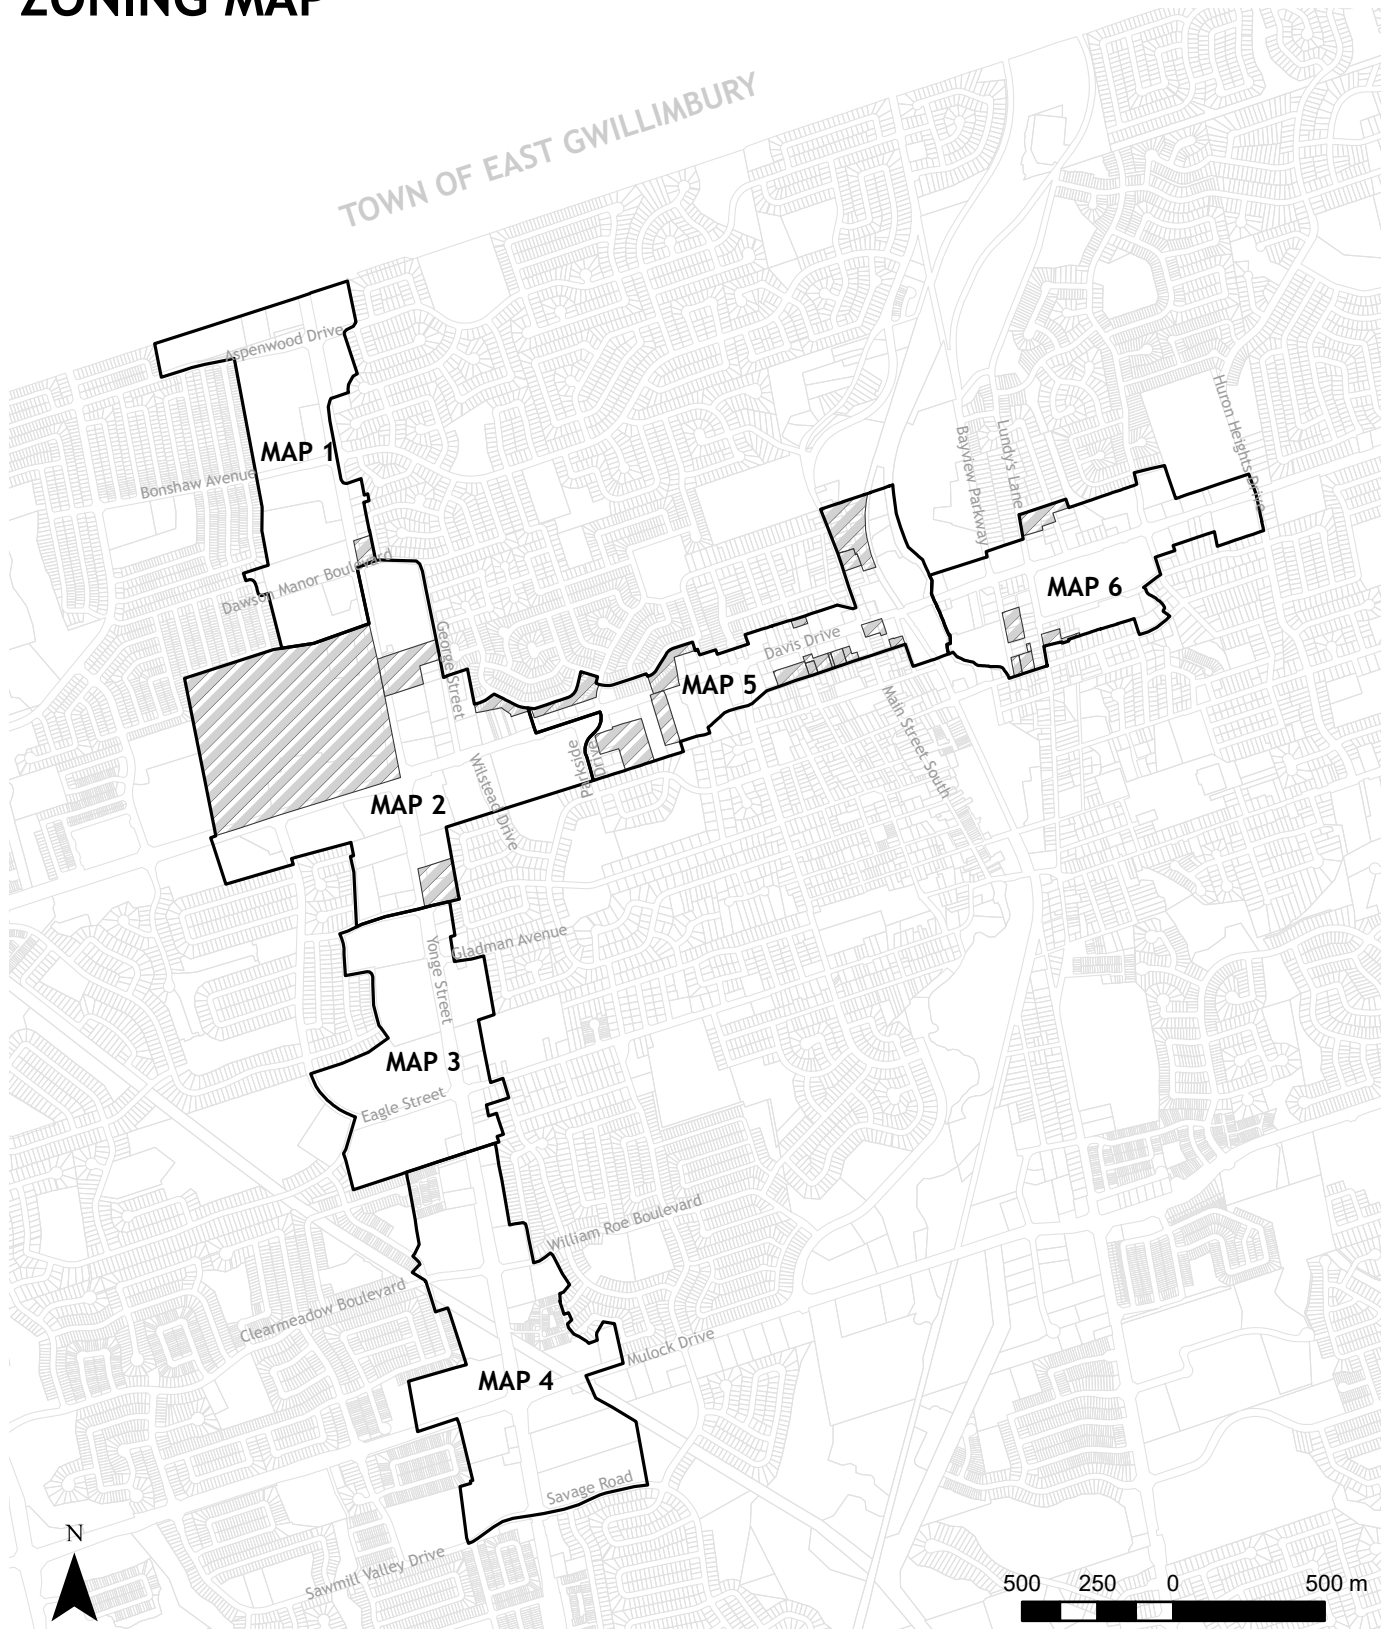 ZONING MAP
TOWN OF EAST GWILLIMBURY
Aspenwood Drive
Huron Heights Drive
MAP 1
Lundy's Lane
Bayview Parkway
Bonshaw Avenue
Dawson Manor Boulevard
MAP 6
George Street
Davis Drive
MAP 5
Main Street South
Parkside
Drive
Wilstead Drive
MAP 2
Gladman Avenue
Yonge Street
MAP 3
Eagle Street
William Roe Boulevard
Clearmeadow Boulevard
Mulock Drive
MAP 4
Savage Road
Sawmill Valley Drive
N
500 250 0 500 m